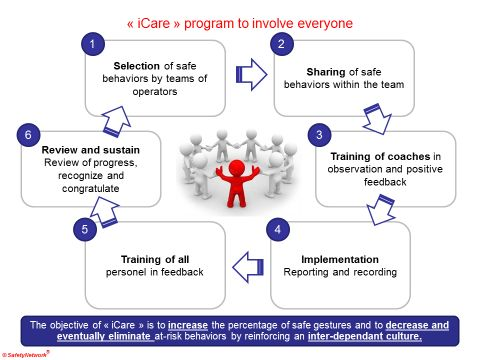 « iCare » program to involve everyone
1
Selection of safe
behaviors by teams of
operators
2
Sharing of safe
behaviors within the team
3
Training of coaches in
observation and positive
feedback
4
Implementation
Reporting and recording
5
Training of all
personel in feedback
6
Review and sustain
Review of progress,
recognize and
congratulate
The objective of « iCare » is to increase the percentage of safe gestures and to decrease and
eventually eliminate at-risk behaviors by reinforcing an inter-dependant culture.
© SafetyNetwork®